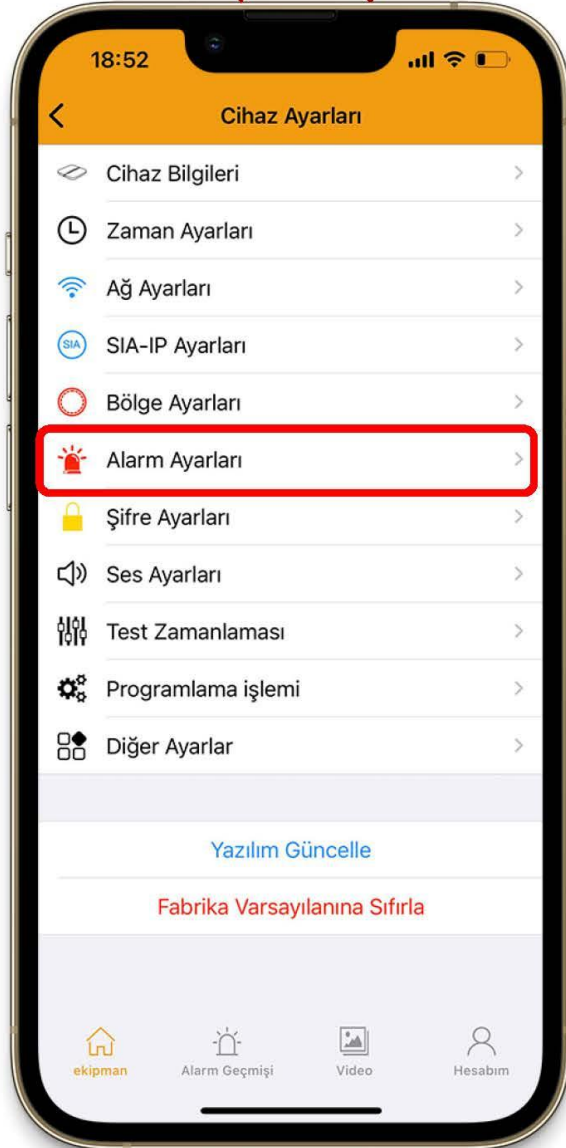 18:52
Cihaz Ayarları
Cihaz Bilgileri
Zaman Ayarları
Ağ Ayarları
SIA
SIA-IP Ayarları
Bölge Ayarları
Alarm Ayarları
Şifre Ayarları
Ses Ayarları
Test Zamanlaması
Programlama işlemi
Diğer Ayarlar
Yazılım Güncelle
Fabrika Varsayılanına Sıfırla
ekipman
Alarm Geçmişi
Video
Hesabım